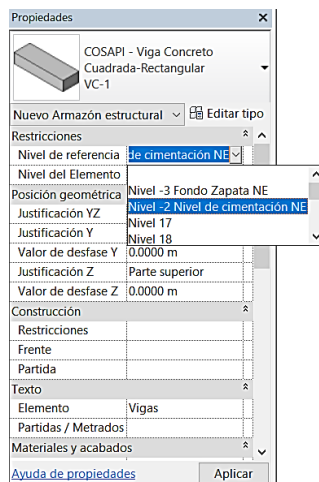 Propiedades
COSAPI - Viga Concreto
Cuadrada-Rectangular
VC-1
Nuevo Armazón estructural Editar tipo
Restricciones
Nivel de referencia de cimentación NE
Nivel del Elemento
Nivel -3 Fondo Zapata NE
Posición geométrica
Nivel -2 Nivel de cimentación NE
Justificación YZ
Nivel 17
Justificación Y
Nivel 18
Valor de desfase Y 0.0000 m
Justificación Z Parte superior
Valor de desfase Z 0.0000 m
Construcción
Restricciones
Frente
Partida
Texto
Elemento Vigas
Partidas / Metrados
Materiales y acabados
Ayuda de propiedades Aplicar